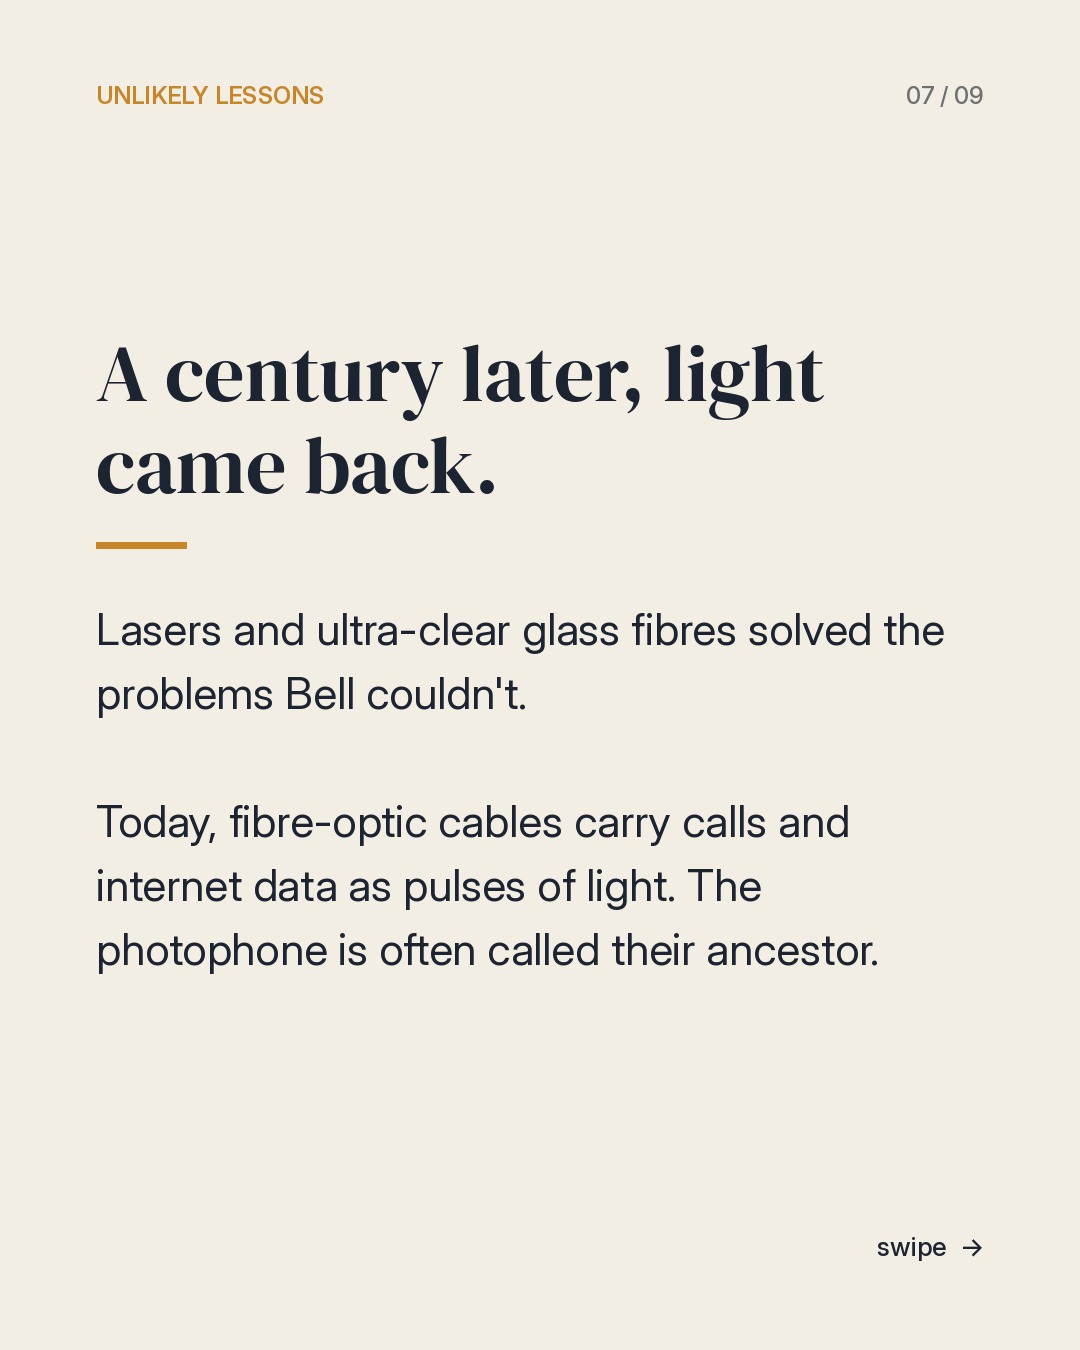 UNLIKELY LESSONS
07 / 09
A century later, light
came back.
Lasers and ultra-clear glass fibres solved the
problems Bell couldn't.
Today, fibre-optic cables carry calls and
internet data as pulses of light. The
photophone is often called their ancestor.
swipe →